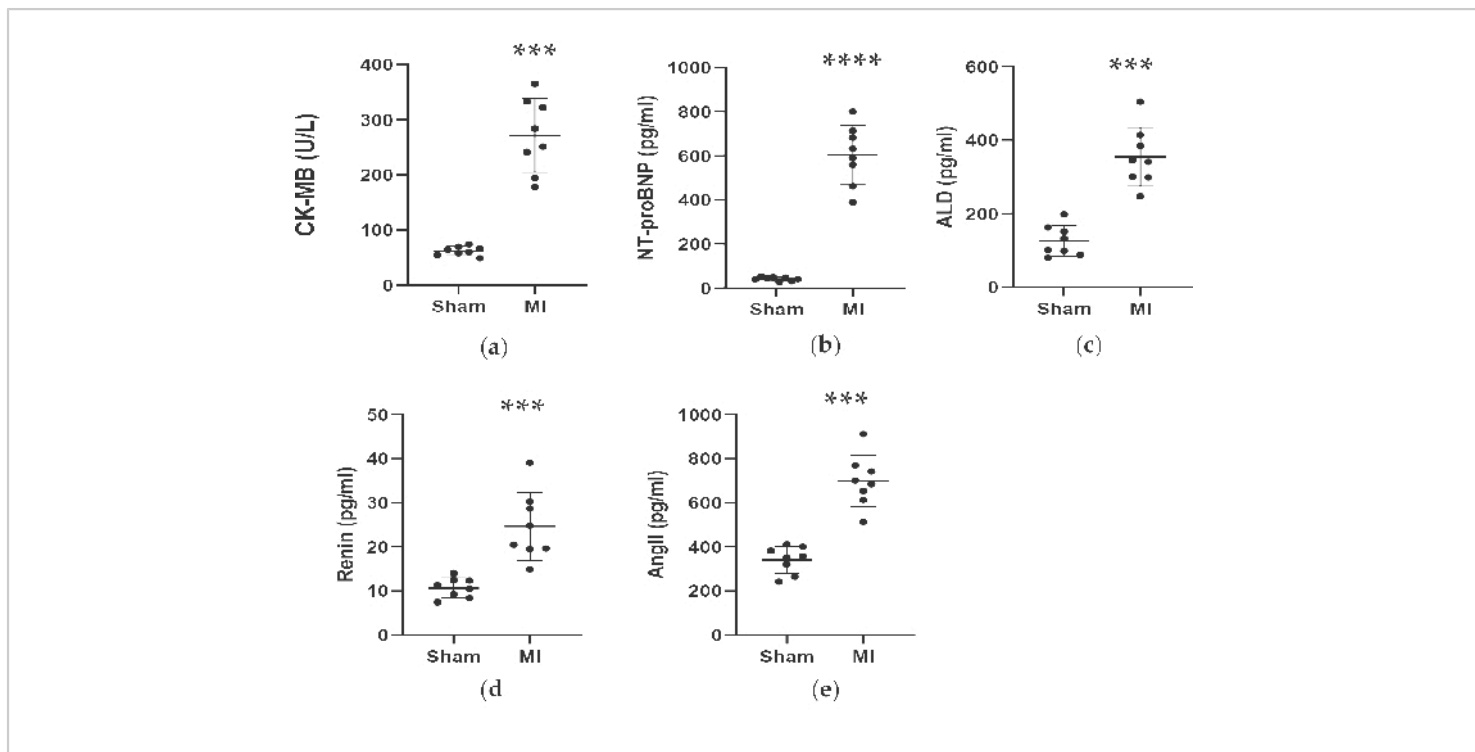 ***
400
300
200
100
0
CK-MB (U/L)
Sham MI
(a)
****
1000
800
600
400
200
0
NT-proBNP (pg/ml)
Sham MI
(b)
***
600
400
200
0
ALD (pg/ml)
Sham MI
(c)
***
50
40
30
20
10
0
Renin (pg/ml)
Sham MI
(d
***
1000
800
600
400
200
0
AngII (pg/ml)
Sham MI
(e)